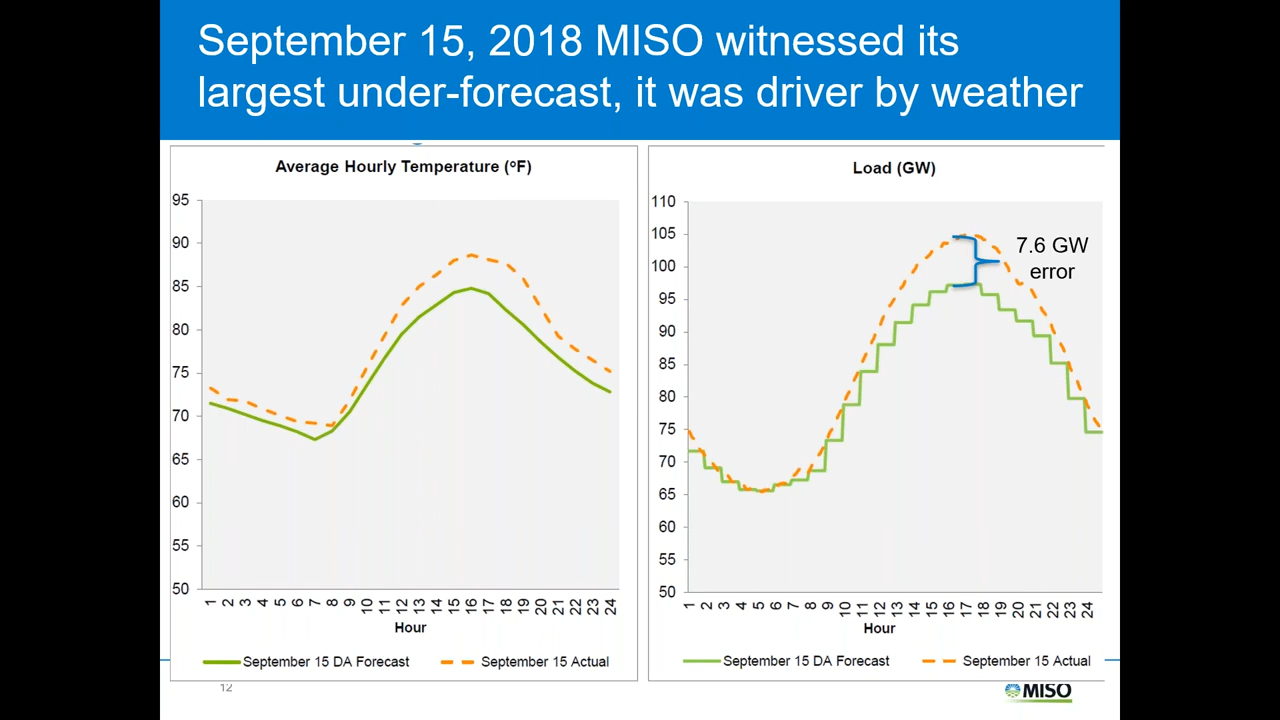 September 15, 2018 MISO witnessed its
largest under-forecast, it was driver by weather
Average Hourly Temperature (ºF)
95
90
85
80
75
70
65
60
55
50
1 2 3 4 5 6 7 8 9 10 11 12 13 14 15 16 17 18 19 20 21 22 23 24
Hour
September 15 DA Forecast
September 15 Actual
Load (GW)
110
105
100
95
90
85
80
75
70
65
60
55
50
7.6 GW
error
1 2 3 4 5 6 7 8 9 10 11 12 13 14 15 16 17 18 19 20 21 22 23 24
Hour
September 15 DA Forecast
September 15 Actual
12
MISO